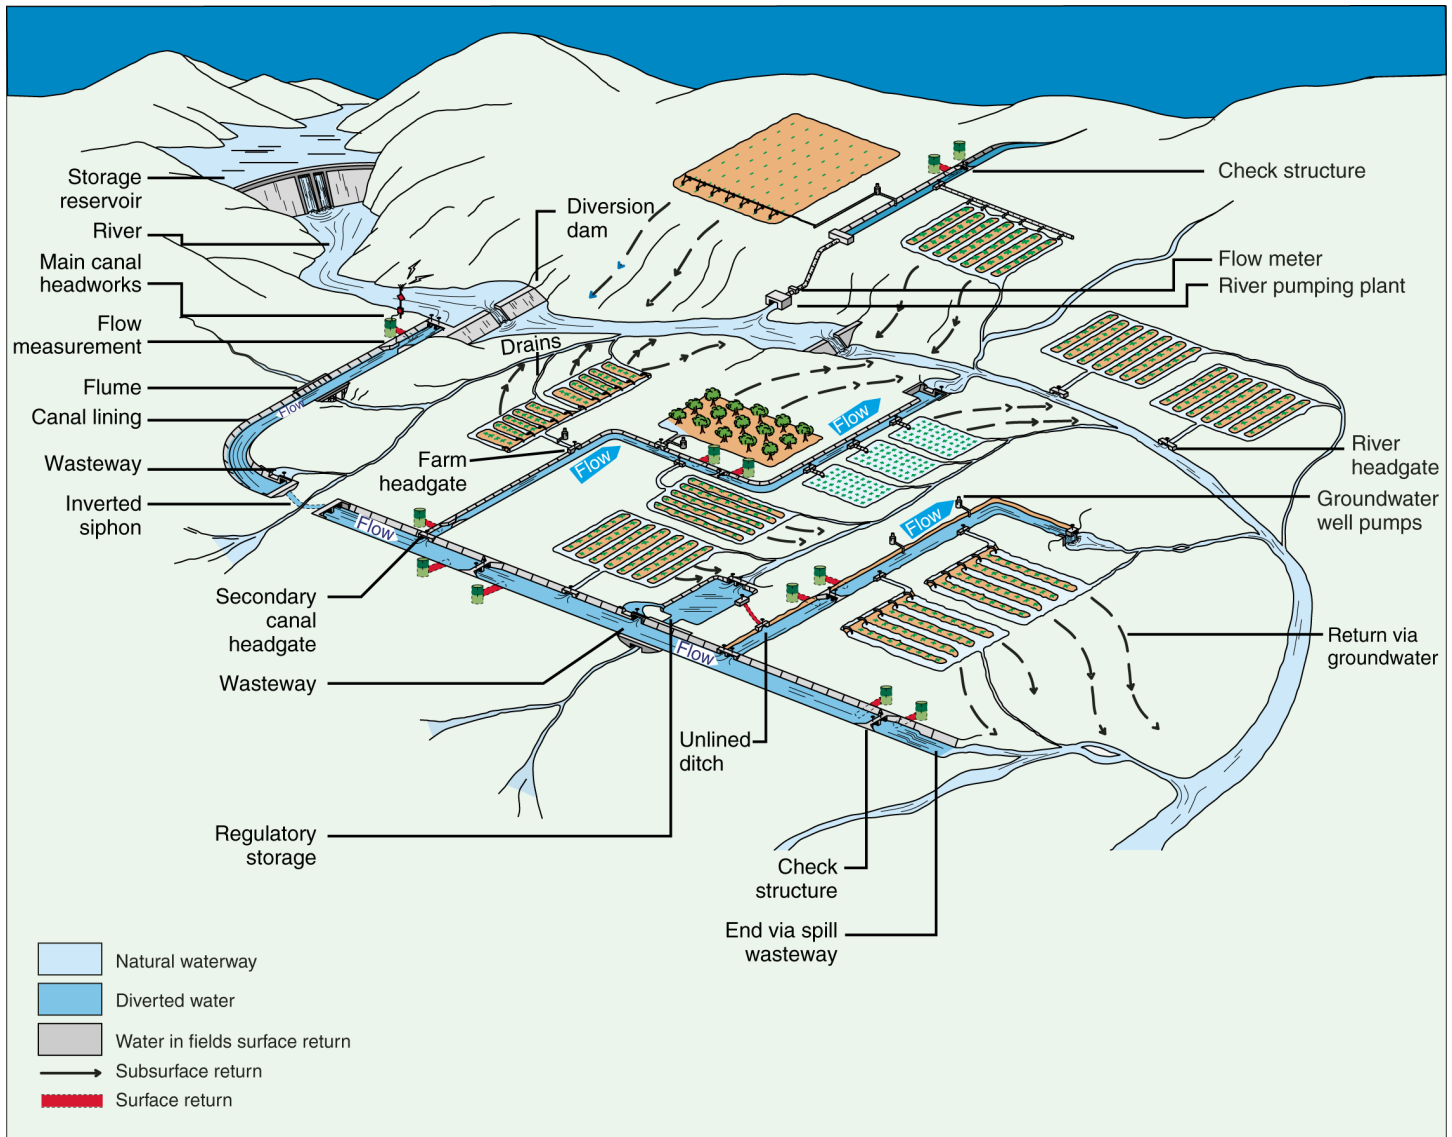 Storage
reservoir
River
Main canal
headworks
Flow
measurement
Flume
Canal lining
Wasteway
Inverted
siphon
Diversion
dam
Drains
Check structure
Flow meter
River pumping plant
Farm
headgate
River
headgate
Groundwater
well pumps
Flow
Flow
Flow
Flow
Flow
Flow
Secondary
canal
headgate
Wasteway
Return via
groundwater
Unlined
ditch
Regulatory
storage
Check
structure
End via spill
wasteway
Natural waterway
Diverted water
Water in fields surface return
Subsurface return
Surface return